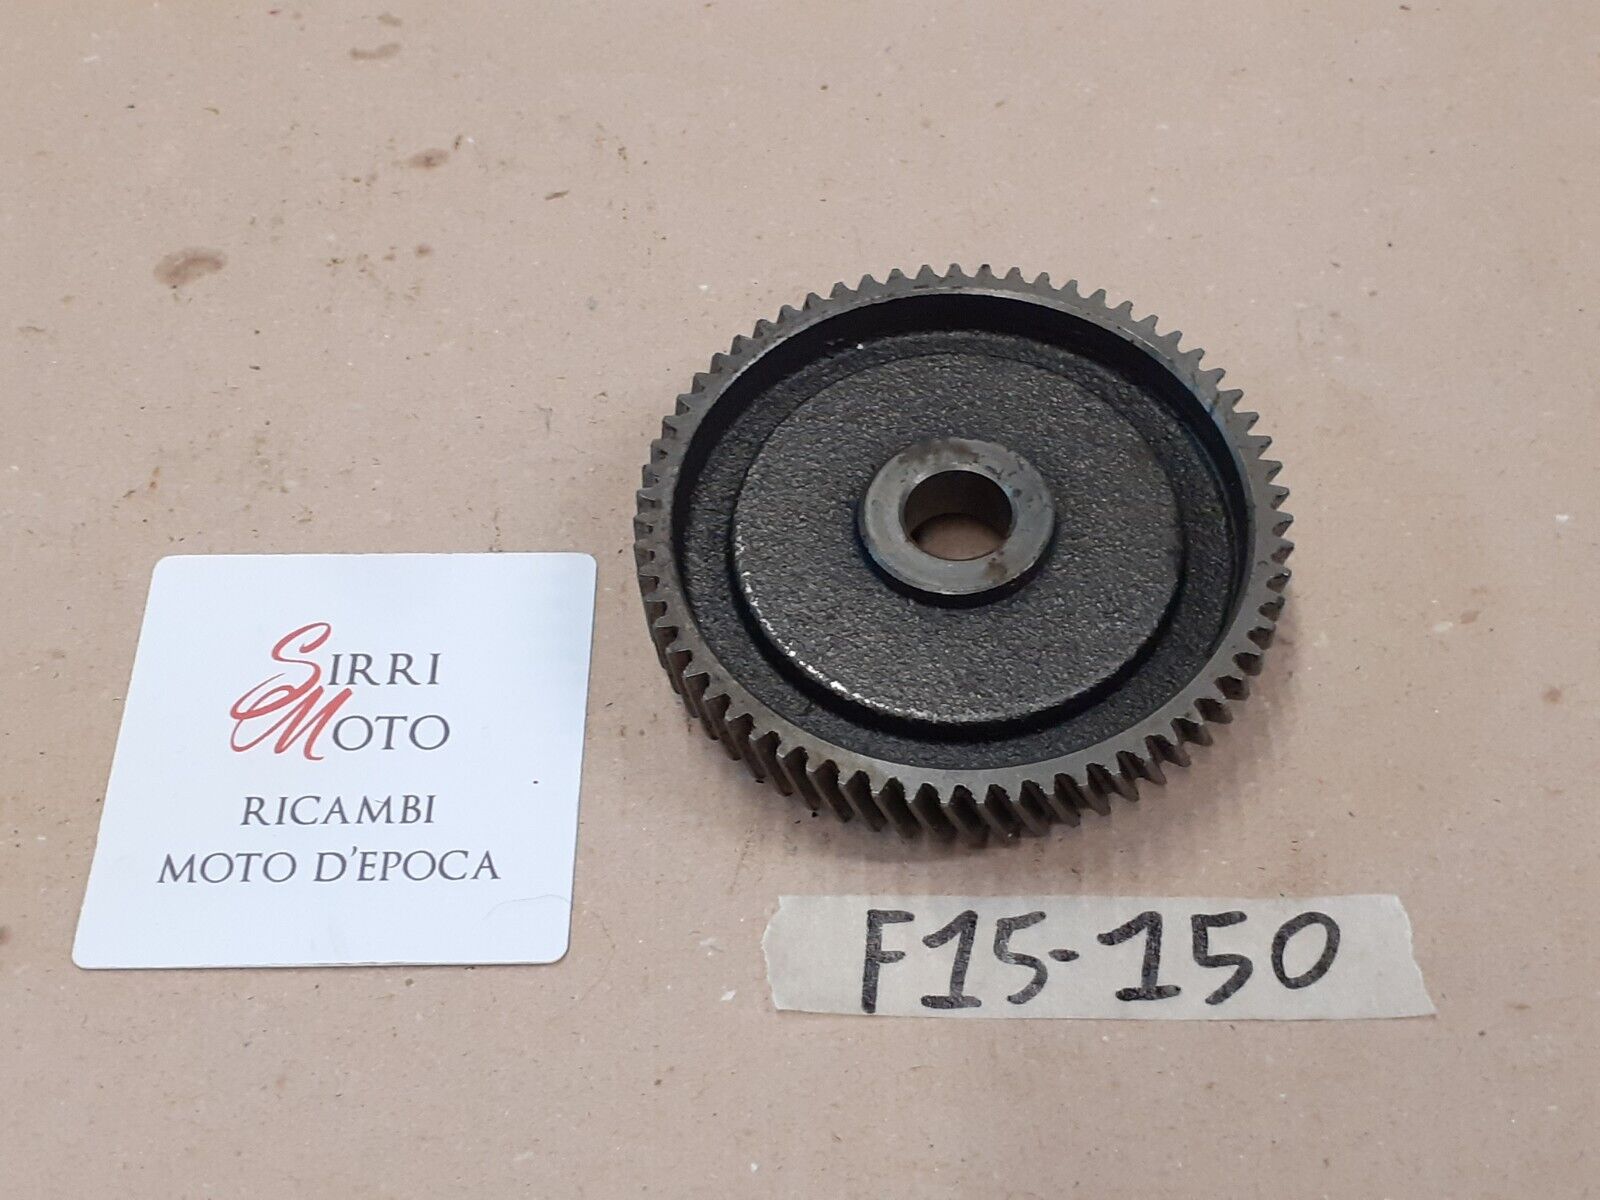 SIRRI
MOTO
RICAMBI
MOTO D'EPOCA
F15-150